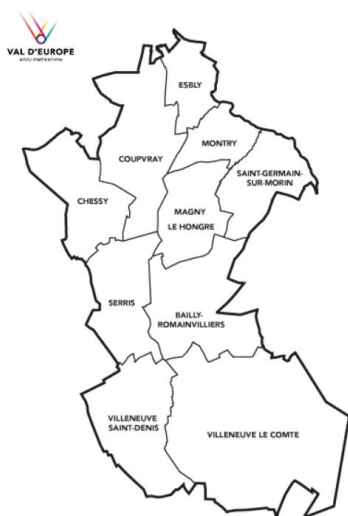 VAL D'EUROPE
AGGLOMÉRATION
ESBLY
MONTRY
COUPVRAY
SAINT-GERMAIN-
SUR-MORIN
CHESSY
MAGNY
LE HONGRE
SERRIS
BAILLY-
ROMAINVILLIERS
VILLENEUVE
SAINT-DENIS
VILLENEUVE LE COMTE